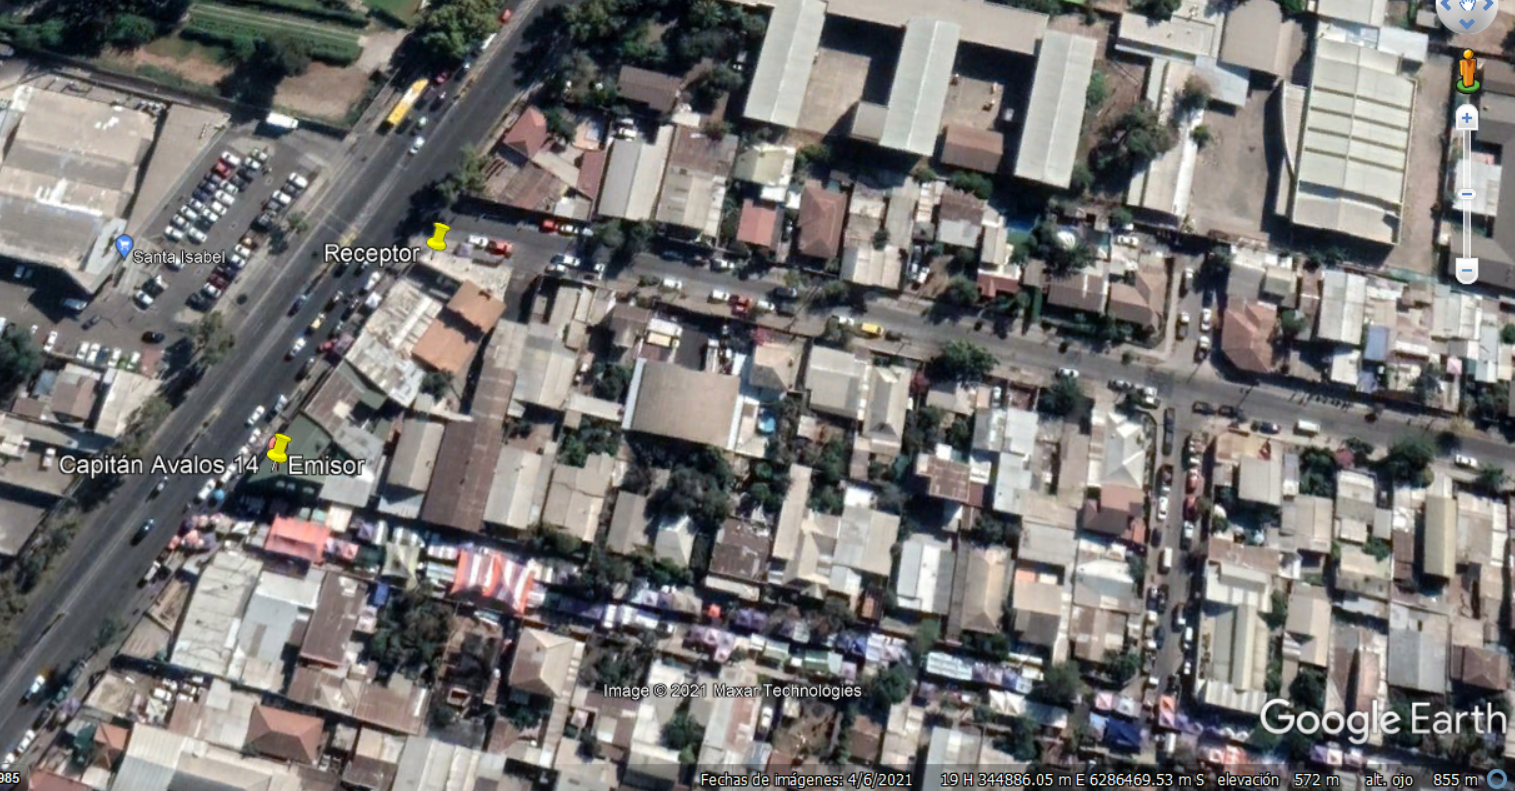 Santa Isabel
Receptor
Capitán Avalos 14
Emisor
Image © 2021 Maxar Technologies
Google Earth
985
Fechas de imágenes: 4/6/2021 19 H 344886.05 m E 6286469.53 m S elevación 572 m alt. ojo 855 m